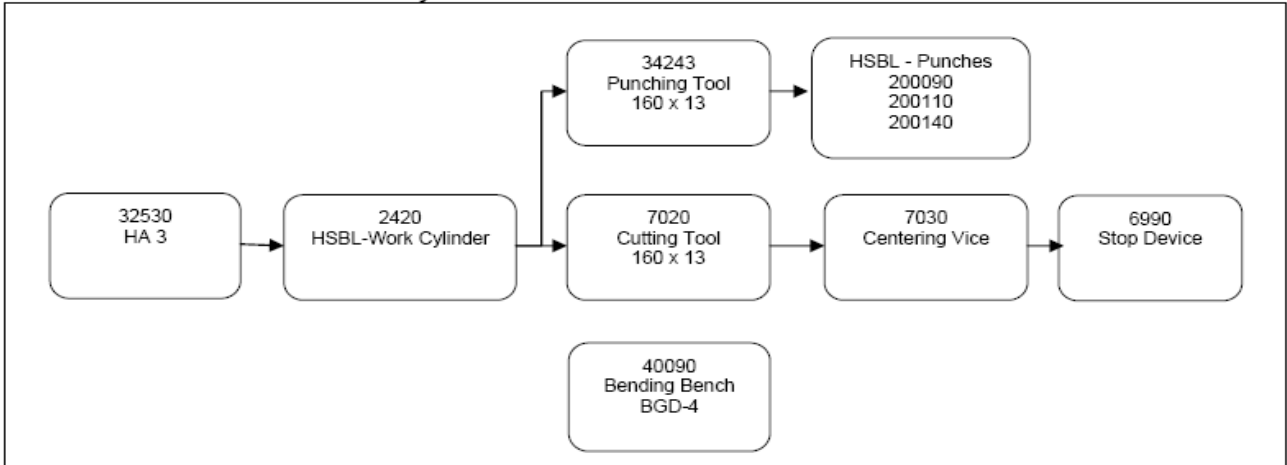 34243
Punching Tool
160 x 13
HSBL - Punches
200090
200110
200140
32530
HA 3
2420
HSBL-Work Cylinder
7020
Cutting Tool
160 x 13
7030
Centering Vice
6990
Stop Device
40090
Bending Bench
BGD-4